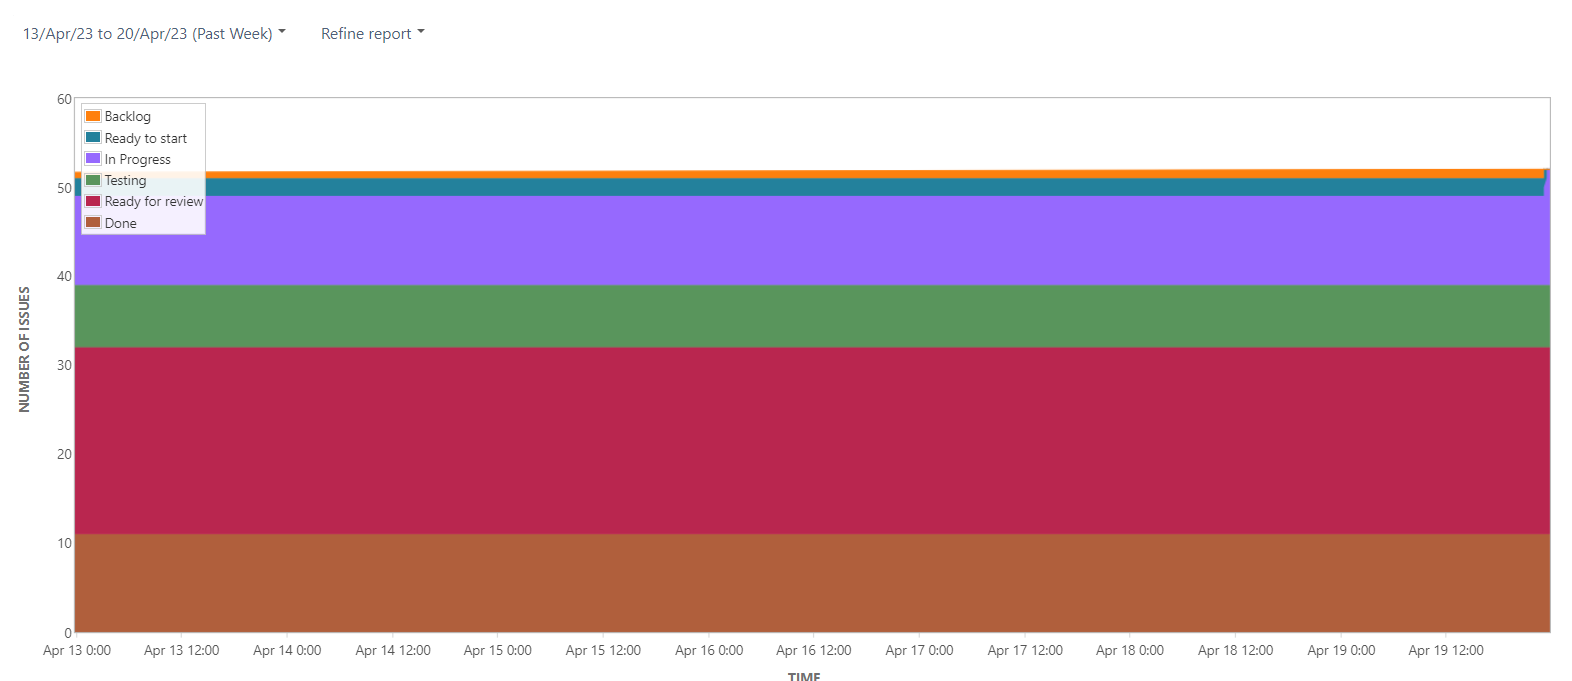 13/Apr/23 to 20/Apr/23 (Past Week) Refine report
60
Backlog
Ready to start
In Progress
Testing
Ready for review
Done
50
40
30
20
10
0
NUMBER OF ISSUES
Apr 13 0:00 Apr 13 12:00 Apr 14 0:00 Apr 14 12:00 Apr 15 0:00 Apr 15 12:00 Apr 16 0:00 Apr 16 12:00 Apr 17 0:00 Apr 17 12:00 Apr 18 0:00 Apr 18 12:00 Apr 19 0:00 Apr 19 12:00
TIME